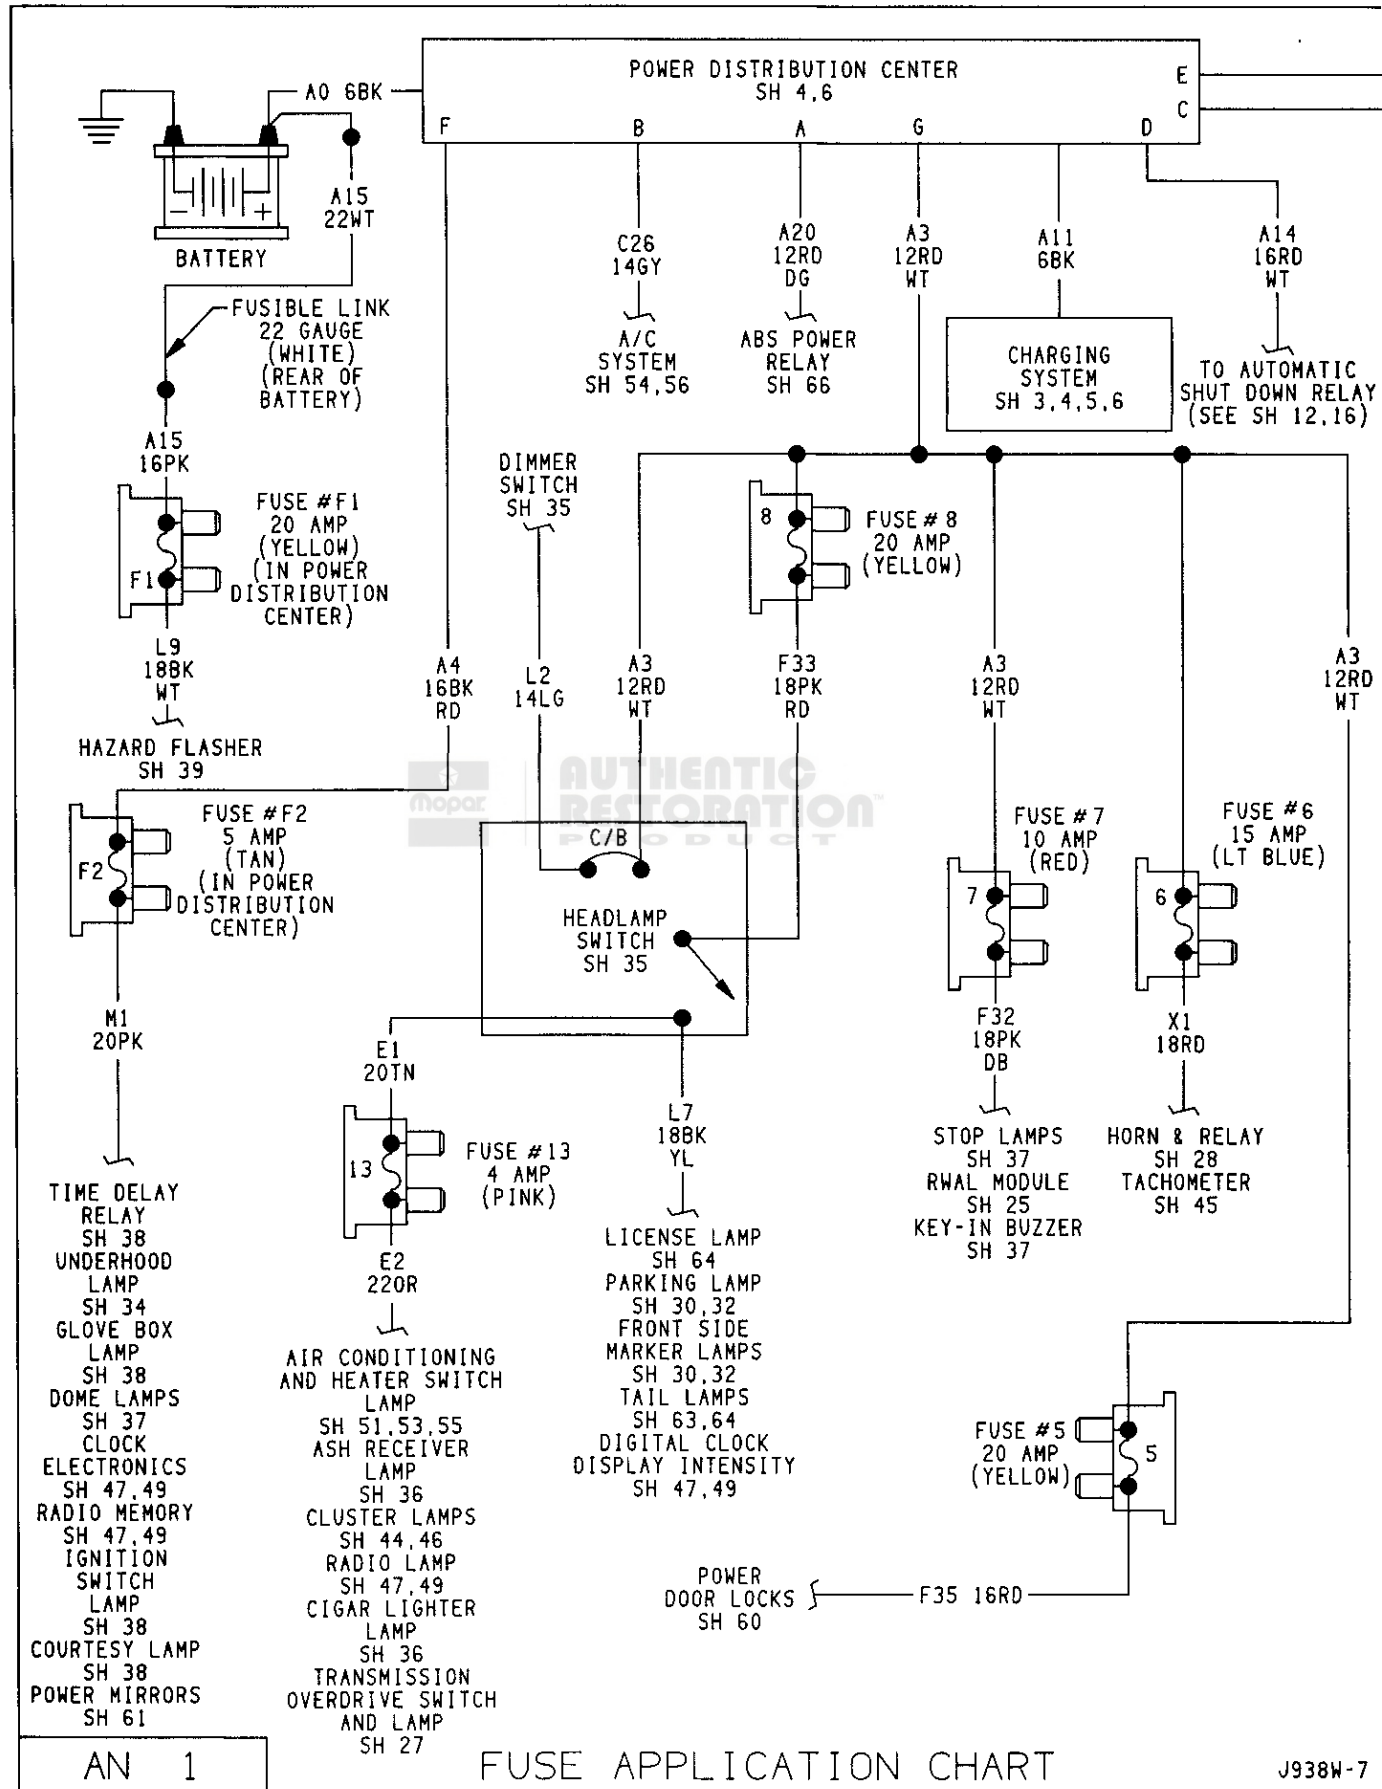 POWER DISTRIBUTION CENTER
SH 4,6
E
C
F
B
A
G
D
A0 6BK
A15
22WT
BATTERY
- +
FUSIBLE LINK
22 GAUGE
(WHITE)
(REAR OF
BATTERY)
C26
14GY
A/C
SYSTEM
SH 54,56
A20
12RD
DG
ABS POWER
RELAY
SH 66
A3
12RD
WT
A11
6BK
CHARGING
SYSTEM
SH 3,4,5,6
A14
16RD
WT
TO AUTOMATIC
SHUT DOWN RELAY
(SEE SH 12,16)
A15
16PK
F1
FUSE #F1
20 AMP
(YELLOW)
(IN POWER
DISTRIBUTION
CENTER)
L9
18BK
WT
HAZARD FLASHER
SH 39
DIMMER
SWITCH
SH 35
8
FUSE #8
20 AMP
(YELLOW)
A4
16BK
RD
L2
14LG
A3
12RD
WT
F33
18PK
RD
A3
12RD
WT
A3
12RD
WT
Mopar
AUTHENTIC
RESTORATION™
PRODUCT
F2
FUSE #F2
5 AMP
(TAN)
(IN POWER
DISTRIBUTION
CENTER)
C/B
HEADLAMP
SWITCH
SH 35
FUSE #7
10 AMP
(RED)
7
FUSE #6
15 AMP
(LT BLUE)
6
M1
20PK
E1
20TN
L7
18BK
YL
F32
18PK
DB
X1
18RD
13
FUSE #13
4 AMP
(PINK)
E2
22OR
STOP LAMPS
SH 37
RWAL MODULE
SH 25
KEY-IN BUZZER
SH 37
HORN & RELAY
SH 28
TACHOMETER
SH 45
TIME DELAY
RELAY
SH 38
UNDERHOOD
LAMP
SH 34
GLOVE BOX
LAMP
SH 38
DOME LAMPS
SH 37
CLOCK
ELECTRONICS
SH 47,49
RADIO MEMORY
SH 47,49
IGNITION
SWITCH
LAMP
SH 38
COURTESY LAMP
SH 38
POWER MIRRORS
SH 61
AIR CONDITIONING
AND HEATER SWITCH
LAMP
SH 51,53,55
ASH RECEIVER
LAMP
SH 36
CLUSTER LAMPS
SH 44,46
RADIO LAMP
SH 47,49
CIGAR LIGHTER
LAMP
SH 36
TRANSMISSION
OVERDRIVE SWITCH
AND LAMP
SH 27
LICENSE LAMP
SH 64
PARKING LAMP
SH 30,32
FRONT SIDE
MARKER LAMPS
SH 30,32
TAIL LAMPS
SH 63,64
DIGITAL CLOCK
DISPLAY INTENSITY
SH 47,49
FUSE #5
20 AMP
(YELLOW)
5
POWER
DOOR LOCKS
SH 60
F35 16RD
AN 1
FUSE APPLICATION CHART
J938W-7